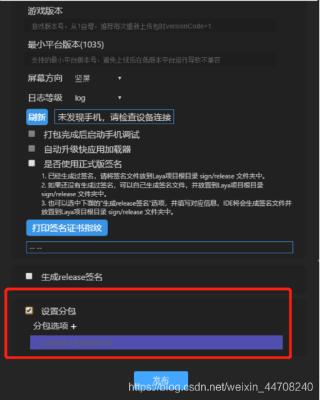 游戏版本
最小平台版本(1035)
屏幕方向 竖屏
日志等级 log
刷新 未发现手机，请检查设备连接
打包完成后启动手机调试
自动升级快应用加载器
是否使用正式版签名
1. 已经生成过签名，请将签名文件放到Laya项目根目录 sign/release 文件夹中。
2. 如果还没有生成过签名，可以自己生成签名文件，并放置到Laya项目根目录
sign/release 文件夹中。
3. 也可以选中下面的"生成release签名"选项，并填写对应信息，IDE将会生成签名文件并
放置到Laya项目根目录 sign/release 文件夹中。
打印签名证书指纹
-- --
生成release签名
设置分包
分包选项 +
发布
https://blog.csdn.net/weixin_44708240